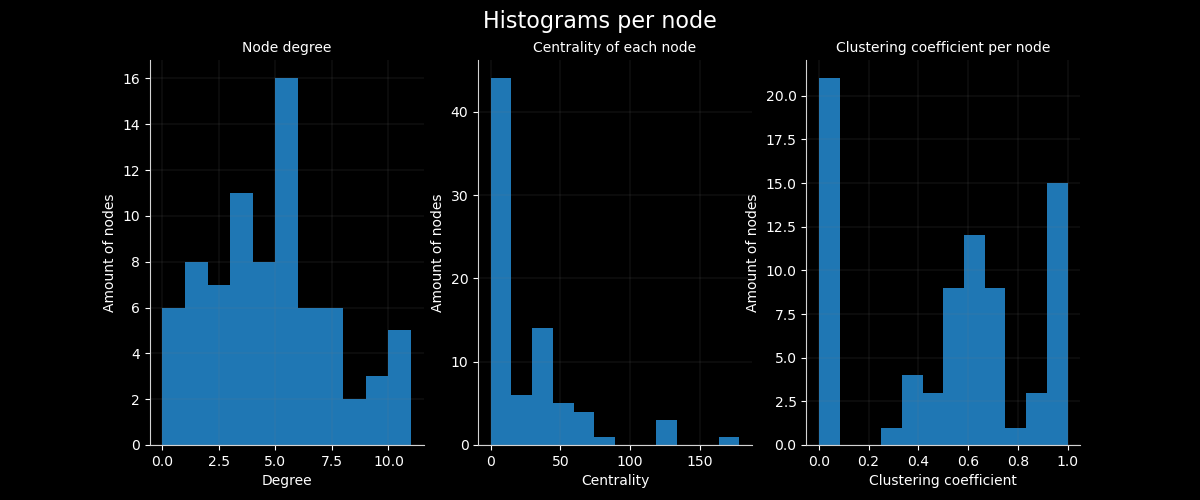 Histograms per node
Node degree
Amount of nodes
16
14
12
10
8
6
4
2
0
0.0 2.5 5.0 7.5 10.0
Degree
Centrality of each node
Amount of nodes
40
30
20
10
0
0 50 100 150
Centrality
Clustering coefficient per node
Amount of nodes
20.0
17.5
15.0
12.5
10.0
7.5
5.0
2.5
0.0
0.0 0.2 0.4 0.6 0.8 1.0
Clustering coefficient